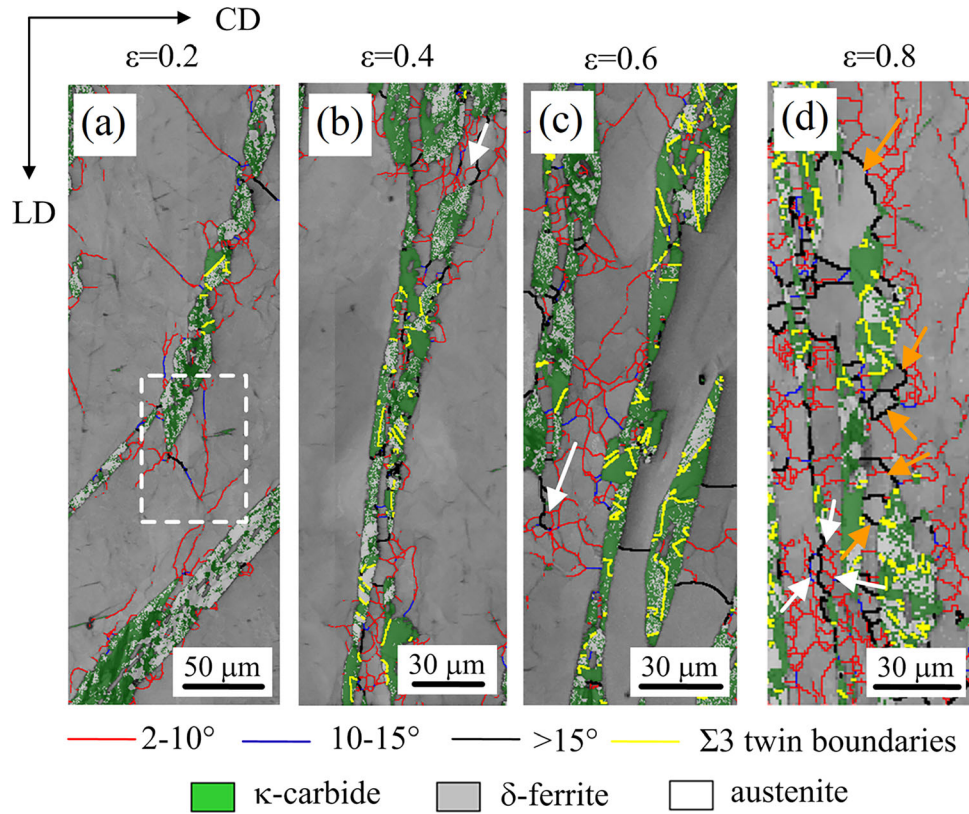 CD
ε=0.2 ε=0.4 ε=0.6 ε=0.8
(a) (b) (c) (d)
LD
50 μm 30 μm 30 μm 30 μm
2-10° 10-15° >15° Σ3 twin boundaries
κ-carbide δ-ferrite austenite